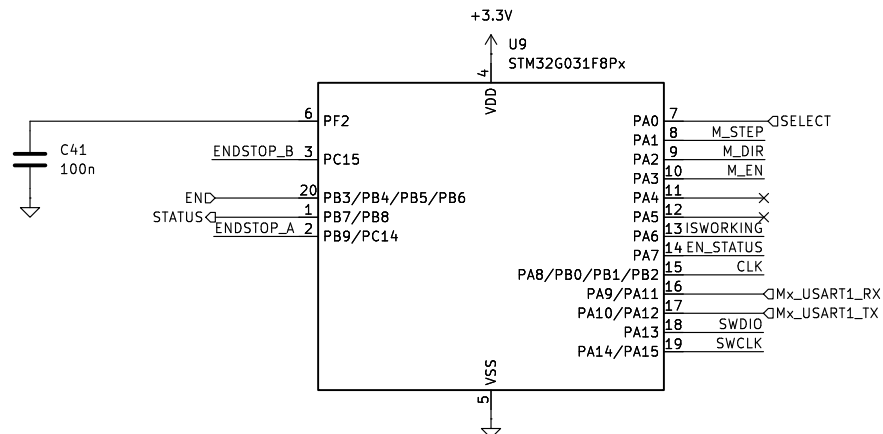 +3.3V
U9
STM32G031F8Px
4
VDD
6 PF2
C41
100n
ENDSTOP_B 3 PC15
EN 20 PB3/PB4/PB5/PB6
STATUS 1 PB7/PB8
ENDSTOP_A 2 PB9/PC14
PA0 7 SELECT
PA1 8 M_STEP
PA2 9 M_DIR
PA3 10 M_EN
PA4 11
PA5 12
PA6 13 ISWORKING
PA7 14 EN_STATUS
PA8/PB0/PB1/PB2 15 CLK
PA9/PA11 16 Mx_USART1_RX
PA10/PA12 17 Mx_USART1_TX
PA13 18 SWDIO
PA14/PA15 19 SWCLK
VSS
5